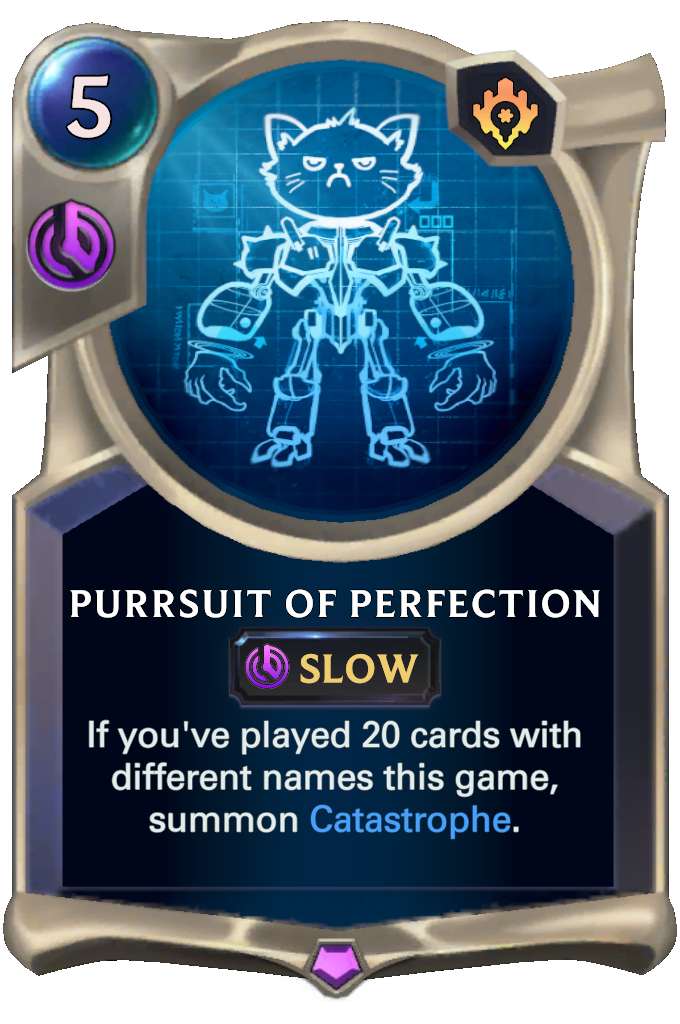 5
PURRSUIT OF PERFECTION
SLOW
If you've played 20 cards with
different names this game,
summon Catastrophe.